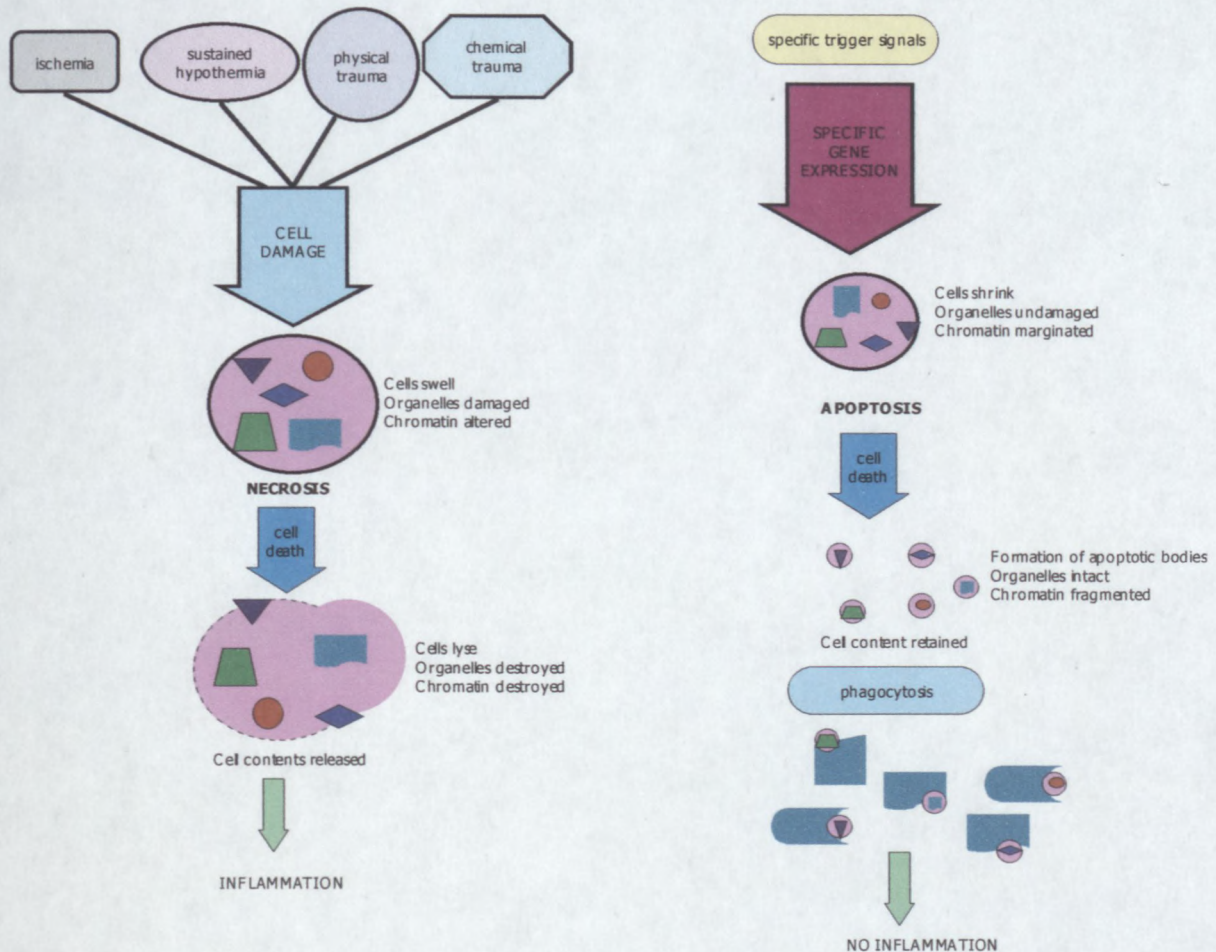 ischemia
sustained
hypothermia
physical
trauma
chemical
trauma
CELL
DAMAGE
Cells swell
Organelles damaged
Chromatin altered
NECROSIS
cell
death
Cells lyse
Organelles destroyed
Chromatin destroyed
Cell contents released
INFLAMMATION
specific trigger signals
SPECIFIC
GENE
EXPRESSION
Cells shrink
Organelles undamaged
Chromatin marginated
APOPTOSIS
cell
death
Formation of apoptotic bodies
Organelles intact
Chromatin fragmented
Cell content retained
phagocytosis
NO INFLAMMATION